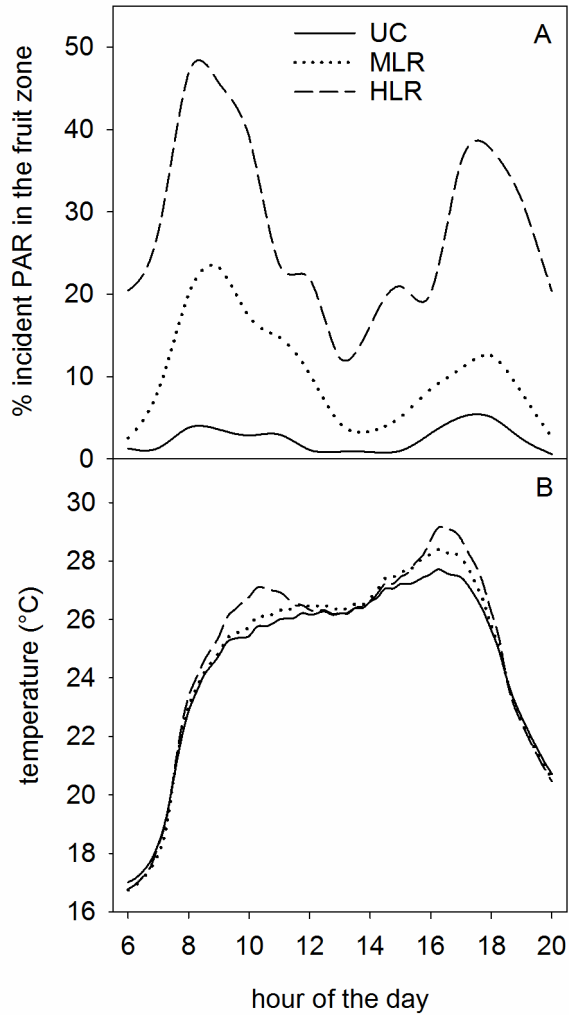 A
UC
MLR
HLR
% incident PAR in the fruit zone
50
40
30
20
10
0
B
temperature (°C)
30
28
26
24
22
20
18
16
6 8 10 12 14 16 18 20
hour of the day